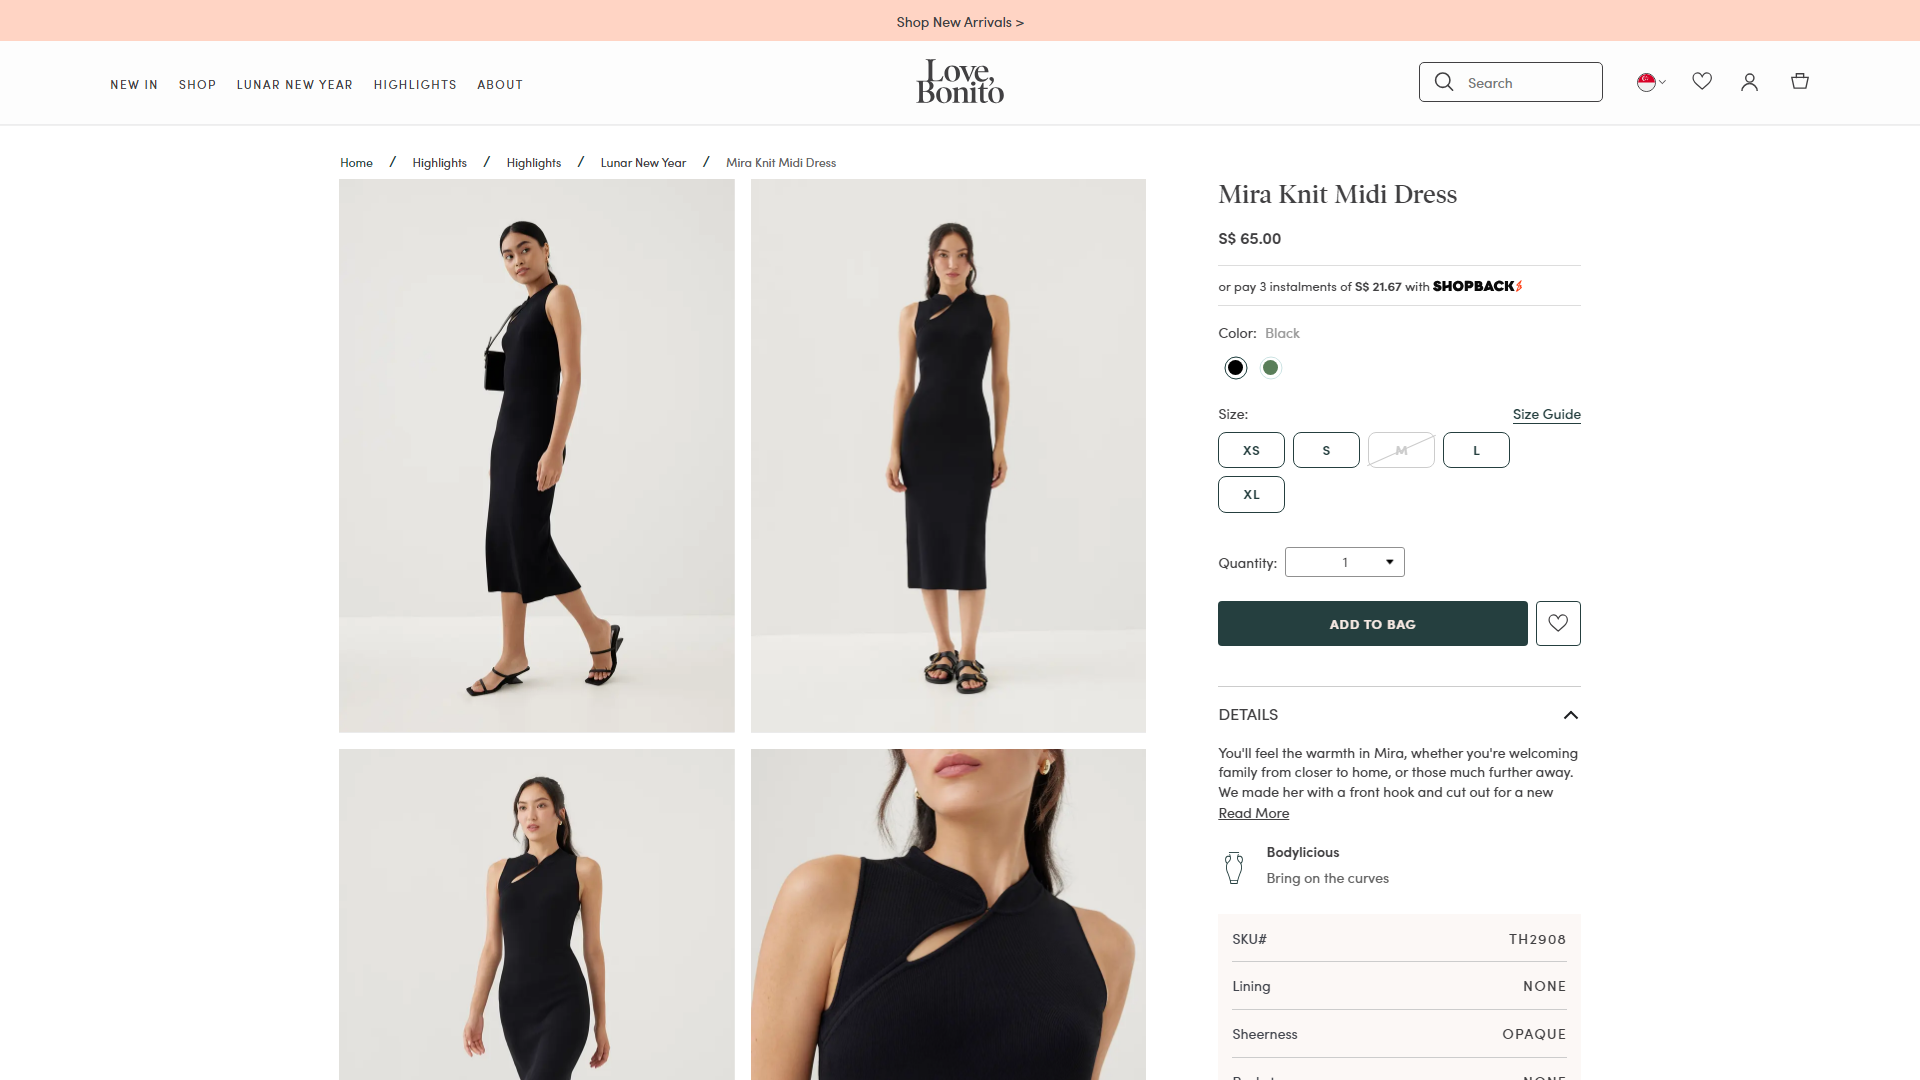 Shop New Arrivals >
NEW IN SHOP LUNAR NEW YEAR HIGHLIGHTS ABOUT
Love,
Bonito
Search
Home / Highlights / Highlights / Lunar New Year / Mira Knit Midi Dress
Mira Knit Midi Dress
S$ 65.00
or pay 3 instalments of S$ 21.67 with SHOPBACK
Color: Black
Size:
Size Guide
XS S M L
XL
Quantity: 1
ADD TO BAG
DETAILS
You'll feel the warmth in Mira, whether you're welcoming
family from closer to home, or those much further away.
We made her with a front hook and cut out for a new
Read More
Bodylicious
Bring on the curves
SKU# TH2908
Lining NONE
Sheerness OPAQUE